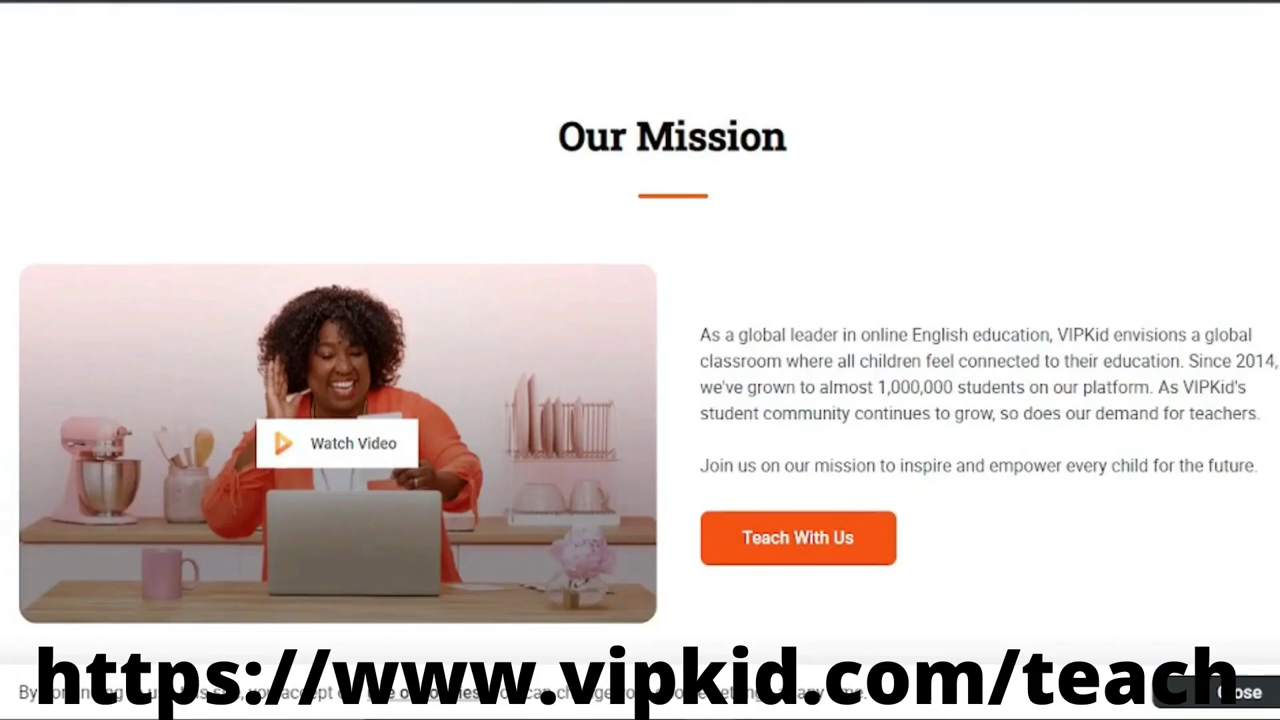 Our Mission
Watch Video
As a global leader in online English education, VIPKid envisions a global
classroom where all children feel connected to their education. Since 2014,
we've grown to almost 1,000,000 students on our platform. As VIPKid's
student community continues to grow, so does our demand for teachers.
Join us on our mission to inspire and empower every child for the future.
Teach With Us
https://www.vipkid.com/teach
By you accept